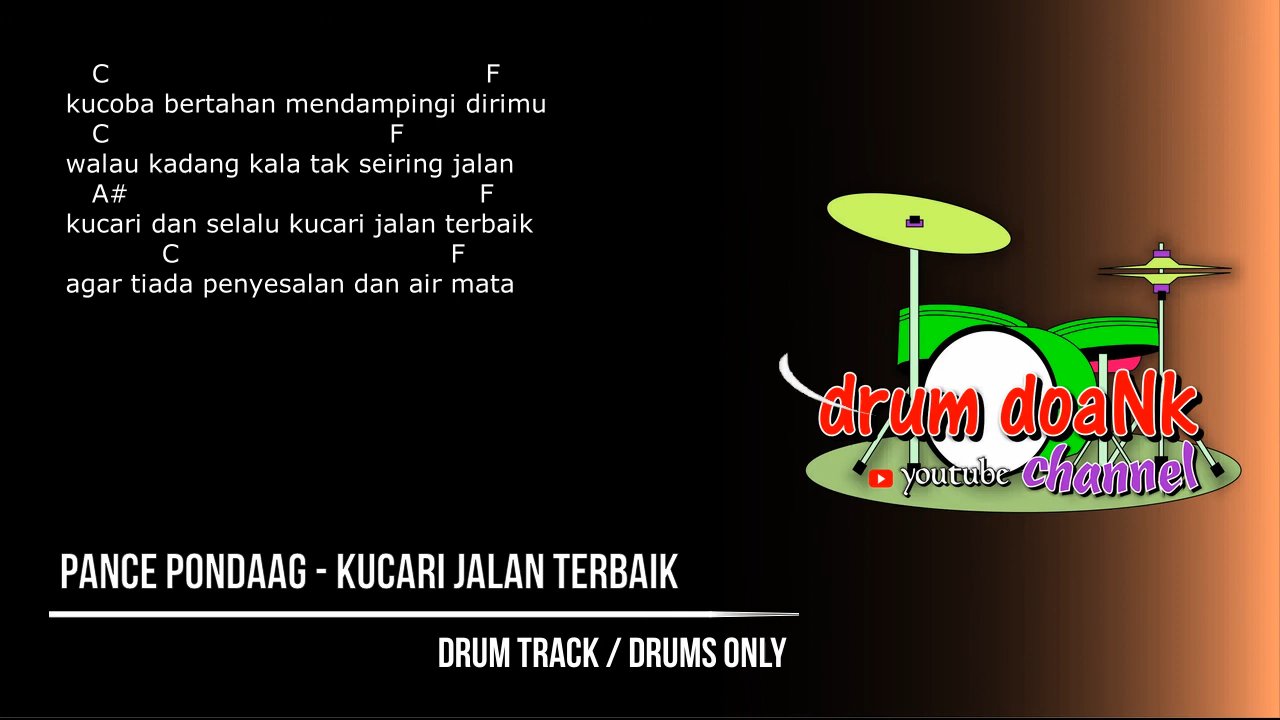 C F
kucoba bertahan mendampingi dirimu
C F
walau kadang kala tak seiring jalan
A# F
kucari dan selalu kucari jalan terbaik
C F
agar tiada penyesalan dan air mata
drum doaNk
youtube channel
PANCE PONDAAG - KUCARI JALAN TERBAIK
DRUM TRACK / DRUMS ONLY